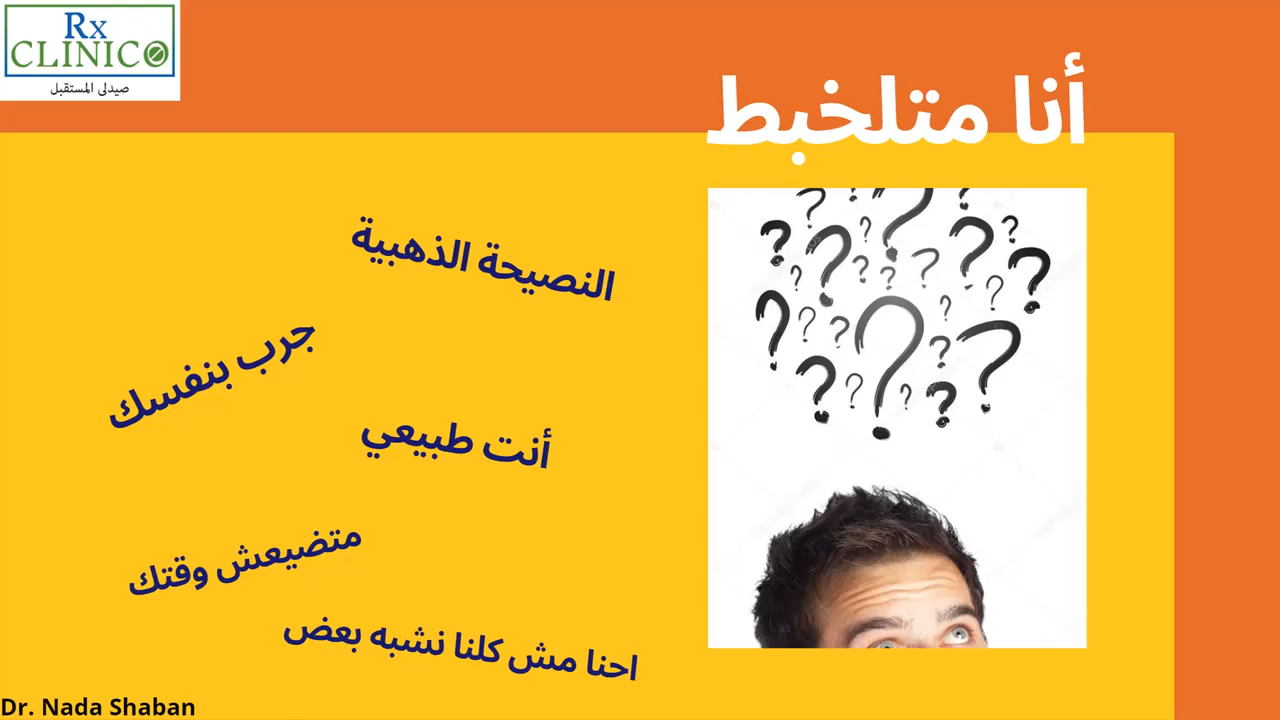 Rx
CLINICO
صيدلى المستقبل
أنا متلخبط
النصيحة الذهبية
جرب بنفسك
أنت طبيعي
متضيعش وقتك
احنا مش كلنا نشبه بعض
Dr. Nada Shaban